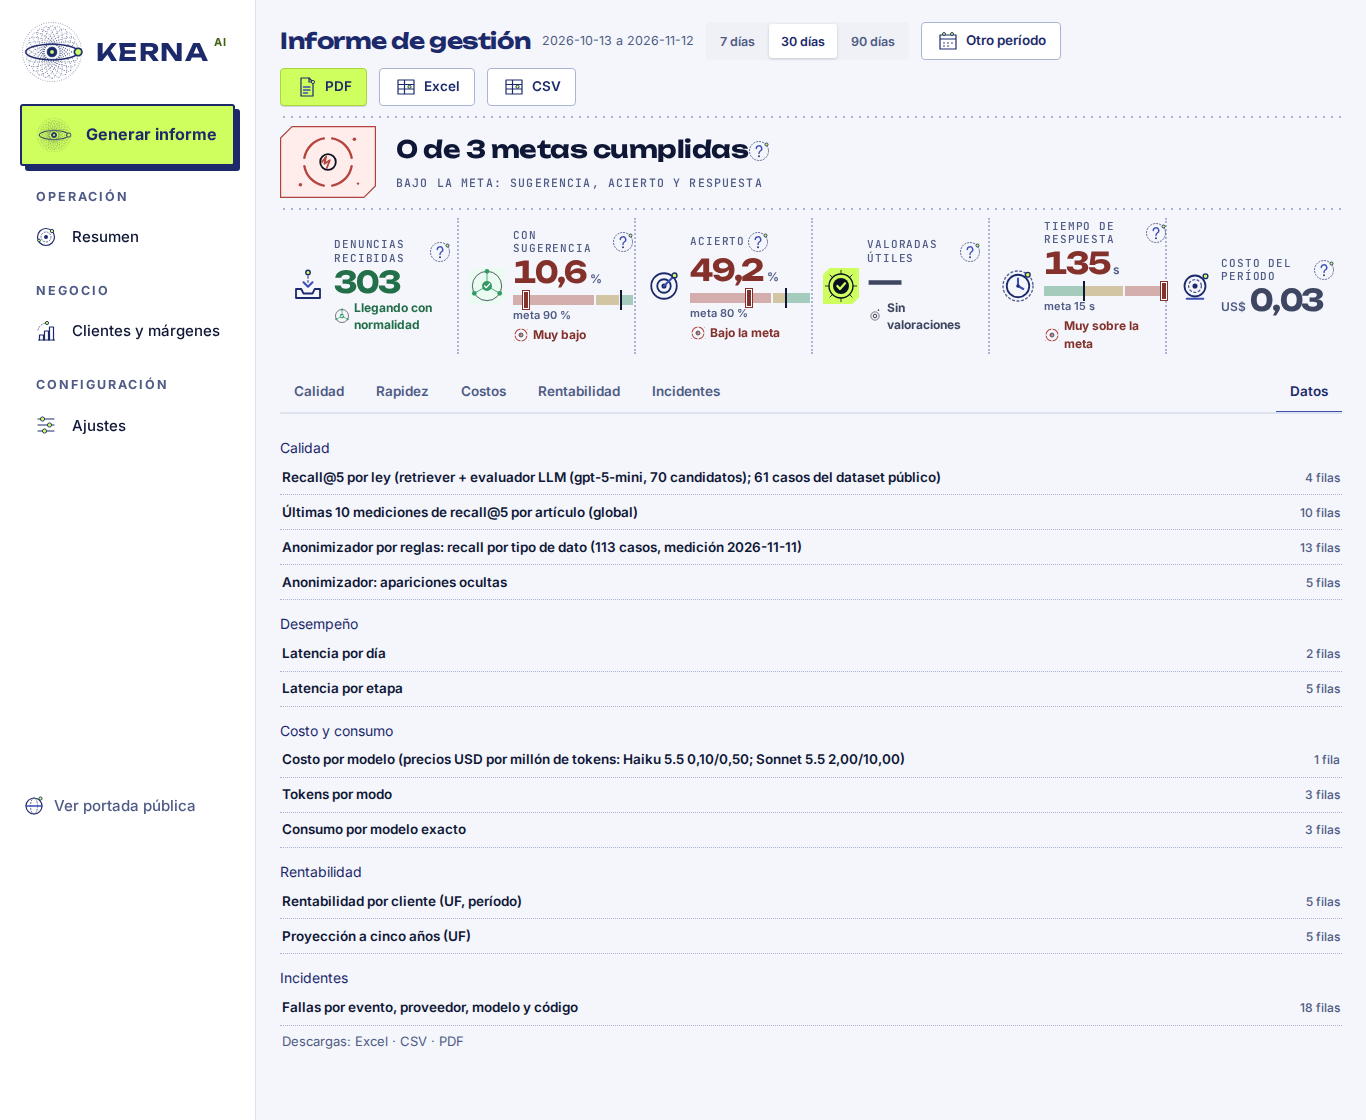 KERNA AI
Generar informe
OPERACIÓN
Resumen
NEGOCIO
Clientes y márgenes
CONFIGURACIÓN
Ajustes
Ver portada pública
Informe de gestión 2026-10-13 a 2026-11-12 7 días 30 días 90 días Otro período
PDF Excel CSV
0 de 3 metas cumplidas ?
BAJO LA META: SUGERENCIA, ACIERTO Y RESPUESTA
DENUNCIAS
RECIBIDAS ?
303
Llegando con
normalidad
CON
SUGERENCIA ?
10,6 %
meta 90 %
Muy bajo
ACIERTO ?
49,2 %
meta 80 %
Bajo la meta
VALORADAS
ÚTILES ?
—
Sin
valoraciones
TIEMPO DE
RESPUESTA ?
135 s
meta 15 s
Muy sobre la
meta
COSTO DEL
PERÍODO ?
US$ 0,03
Calidad Rapidez Costos Rentabilidad Incidentes Datos
Calidad
Recall@5 por ley (retriever + evaluador LLM (gpt-5-mini, 70 candidatos); 61 casos del dataset público) 4 filas
Últimas 10 mediciones de recall@5 por artículo (global) 10 filas
Anonimizador por reglas: recall por tipo de dato (113 casos, medición 2026-11-11) 13 filas
Anonimizador: apariciones ocultas 5 filas
Desempeño
Latencia por día 2 filas
Latencia por etapa 5 filas
Costo y consumo
Costo por modelo (precios USD por millón de tokens: Haiku 5.5 0,10/0,50; Sonnet 5.5 2,00/10,00) 1 fila
Tokens por modo 3 filas
Consumo por modelo exacto 3 filas
Rentabilidad
Rentabilidad por cliente (UF, período) 5 filas
Proyección a cinco años (UF) 5 filas
Incidentes
Fallas por evento, proveedor, modelo y código 18 filas
Descargas: Excel · CSV · PDF